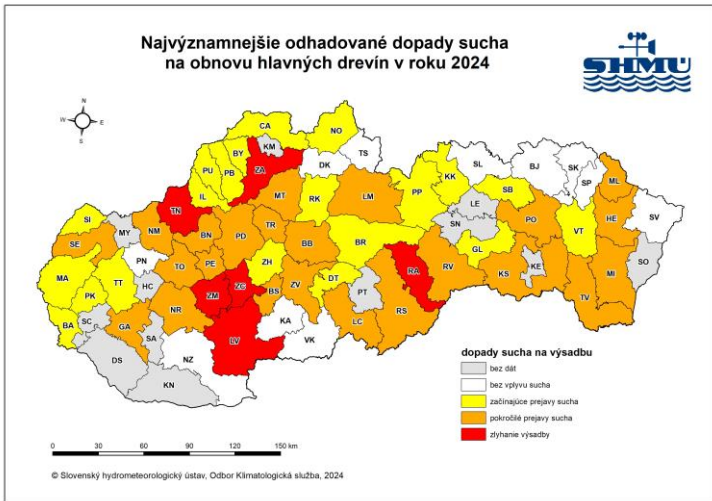 Najvýznamnejšie odhadované dopady sucha
na obnovu hlavných drevín v roku 2024
SHMÚ
N
W E
S
CA
NO
KM
BY
TS
PU
PB
ZA
DK
SL
BJ
SK
KK
SP
ML
IL
MT
RK
LM
PP
SB
LE
TN
HE
SV
SI
PO
VT
SN
MY
NM
BN
PD
TR
SE
BB
BR
GL
PN
ZH
SO
TO
PE
RA
RV
KS
KE
MI
MA
TT
HC
DT
ZC
ZM
BS
ZV
PT
PK
TV
NR
SC
LC
RS
BA
GA
KA
SA
LV
VK
DS
NZ
KN
dopady sucha na výsadbu
bez dát
bez vplyvu sucha
začínajúce prejavy sucha
pokročilé prejavy sucha
zlyhanie výsadby
0 30 60 90 120 150 km
© Slovenský hydrometeorologický ústav, Odbor Klimatologická služba, 2024